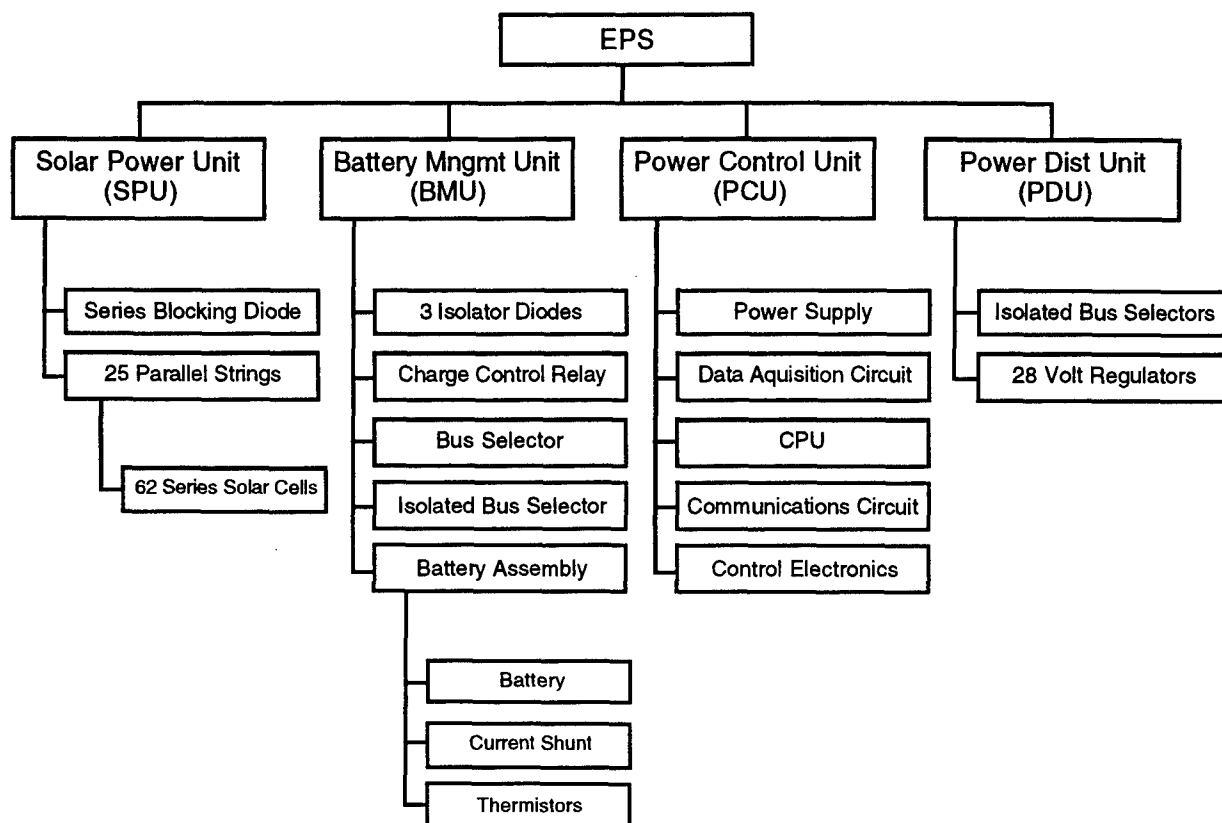 EPS
Solar Power Unit
(SPU)
Battery Mngmt Unit
(BMU)
Power Control Unit
(PCU)
Power Dist Unit
(PDU)
Series Blocking Diode
25 Parallel Strings
62 Series Solar Cells
3 Isolator Diodes
Charge Control Relay
Bus Selector
Isolated Bus Selector
Battery Assembly
Battery
Current Shunt
Thermistors
Power Supply
Data Aquisition Circuit
CPU
Communications Circuit
Control Electronics
Isolated Bus Selectors
28 Volt Regulators